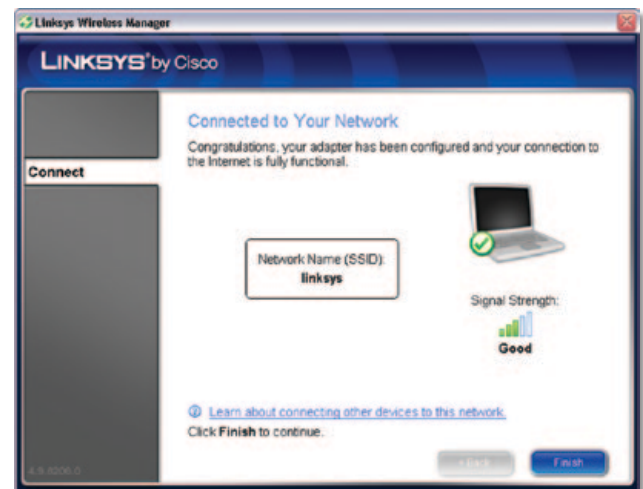 Linksys Wireless Manager
LINKSYS® by Cisco
Connected to Your Network
Congratulations, your adapter has been configured and your connection to
the Internet is fully functional.
Connect
Network Name (SSID):
linksys
Signal Strength:
Good
Learn about connecting other devices to this network.
Click Finish to continue.
Back
Finish